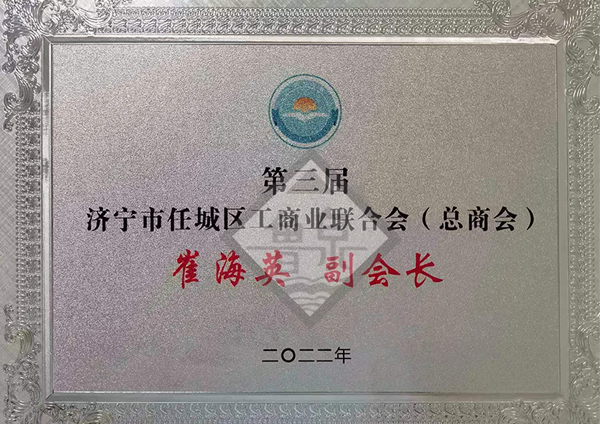 第三届
济宁市任城区工商业联合会（总商会）
崔海英 副会长
二〇二二年